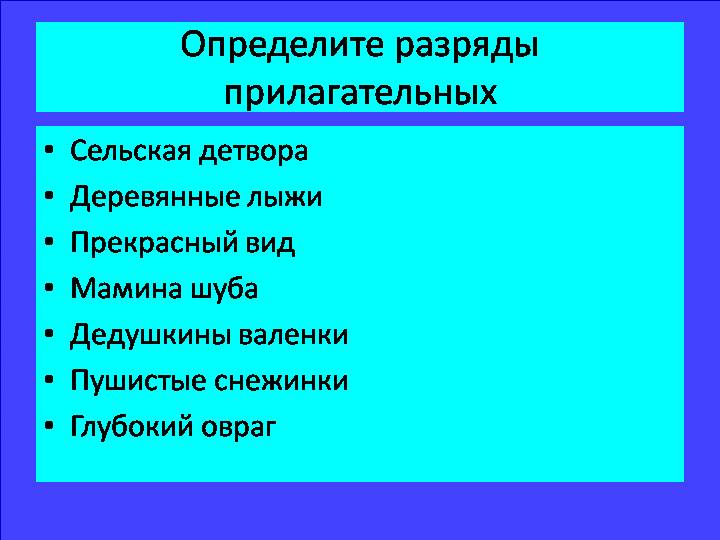 Определите разряды
прилагательных
• Сельская детвора
• Деревянные лыжи
• Прекрасный вид
• Мамина шуба
• Дедушкины валенки
• Пушистые снежинки
• Глубокий овраг